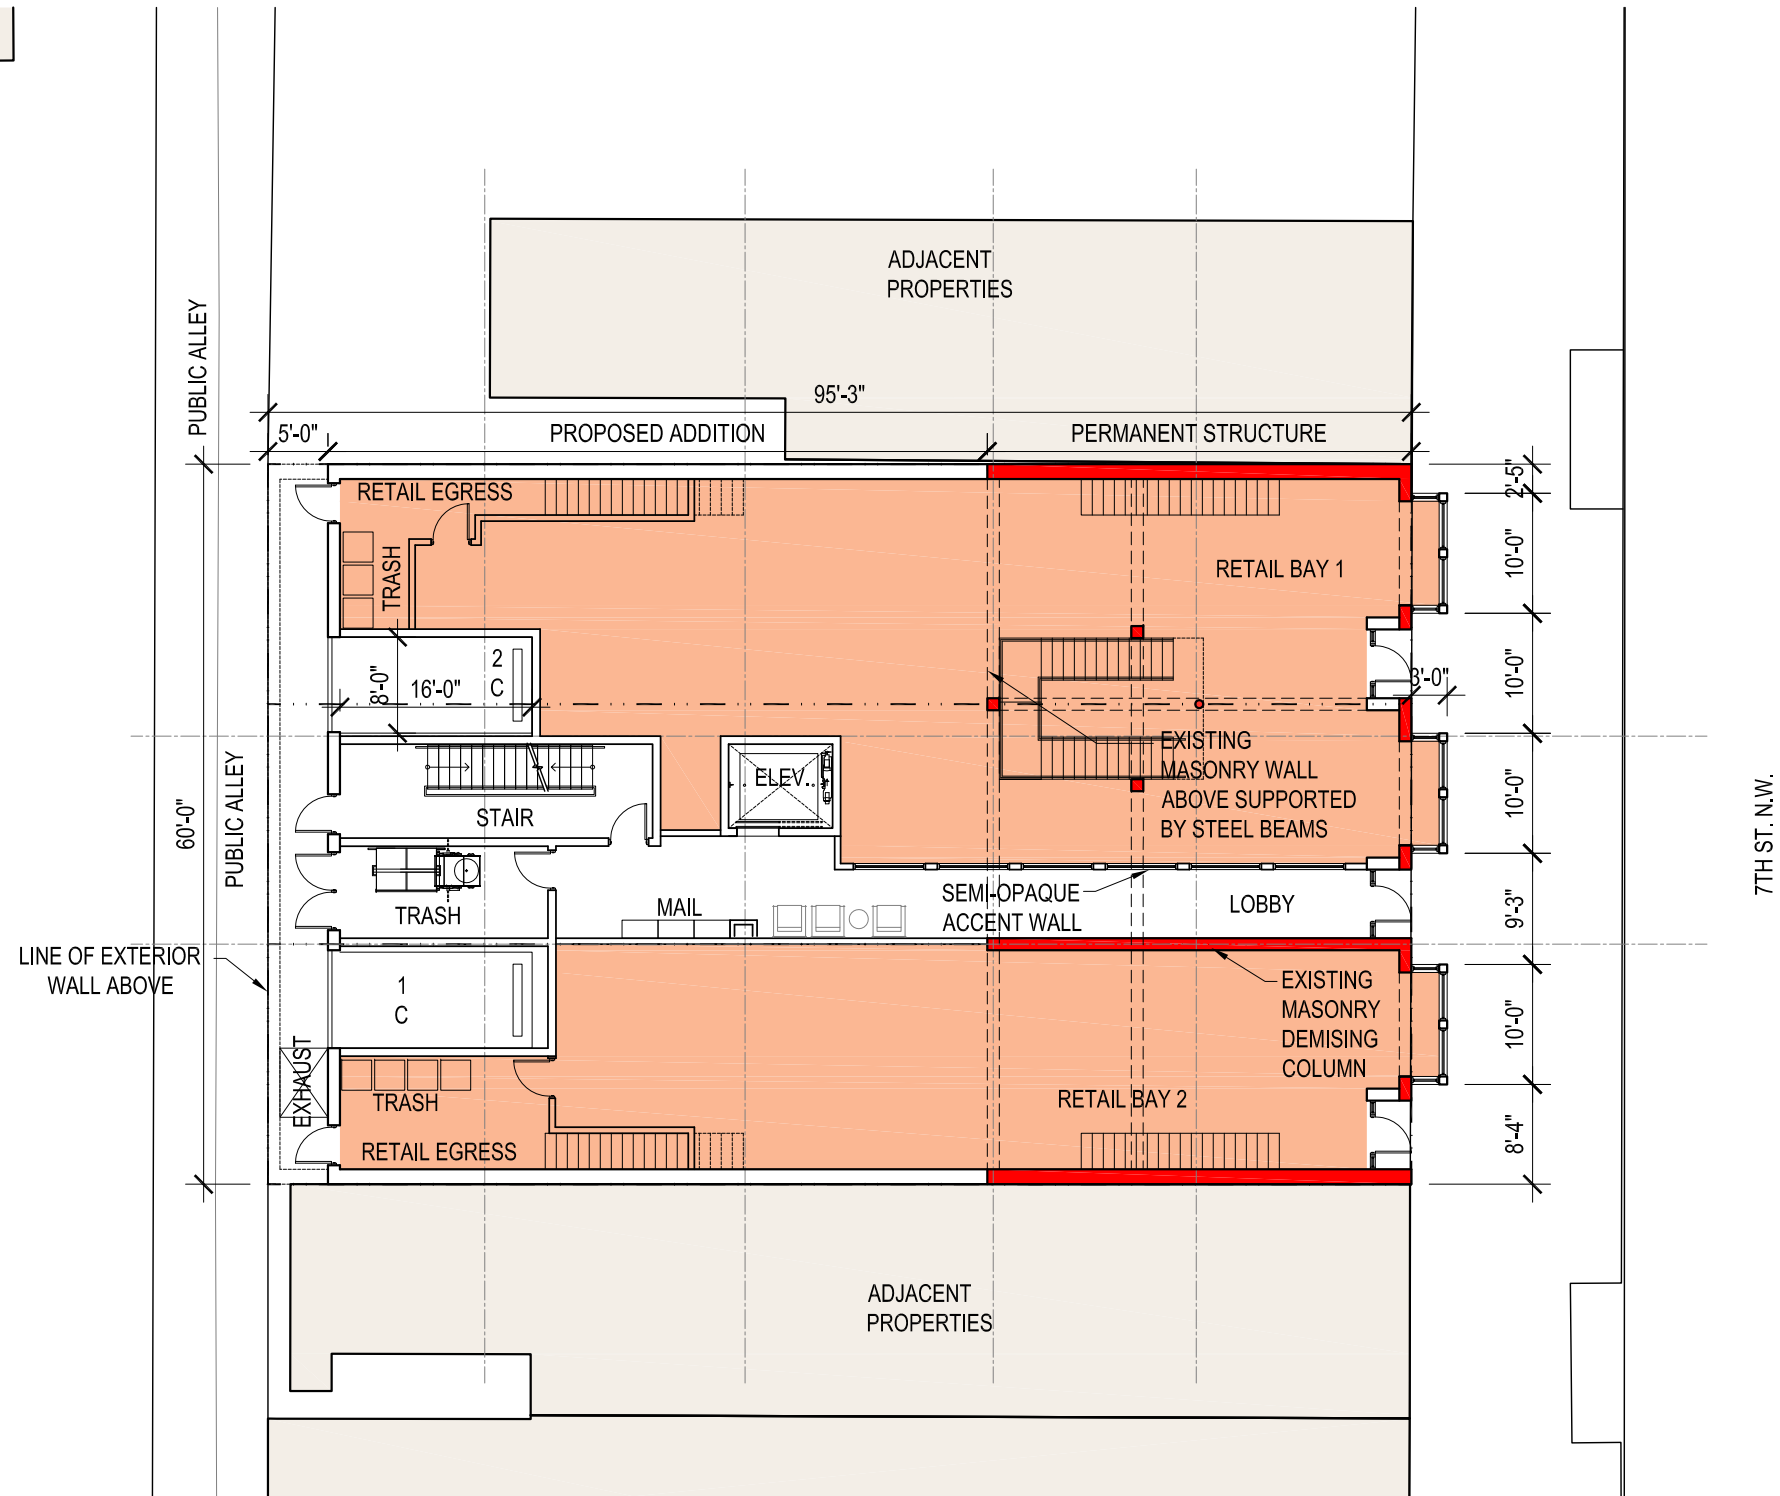 ADJACENT
PROPERTIES
PUBLIC ALLEY
95'-3"
5'-0"
PROPOSED ADDITION
PERMANENT STRUCTURE
2'-5"
RETAIL EGRESS
TRASH
RETAIL BAY 1
10'-0"
2
C
8'-0"
16'-0"
10'-0"
3'-0"
EXISTING
MASONRY WALL
ABOVE SUPPORTED
BY STEEL BEAMS
ELEV.
STAIR
10'-0"
60'-0"
PUBLIC ALLEY
7TH ST. N.W.
TRASH
MAIL
SEMI-OPAQUE
ACCENT WALL
LOBBY
9'-3"
LINE OF EXTERIOR
WALL ABOVE
1
C
EXISTING
MASONRY
DEMISING
COLUMN
10'-0"
EXHAUST
TRASH
RETAIL BAY 2
RETAIL EGRESS
8'-4"
ADJACENT
PROPERTIES